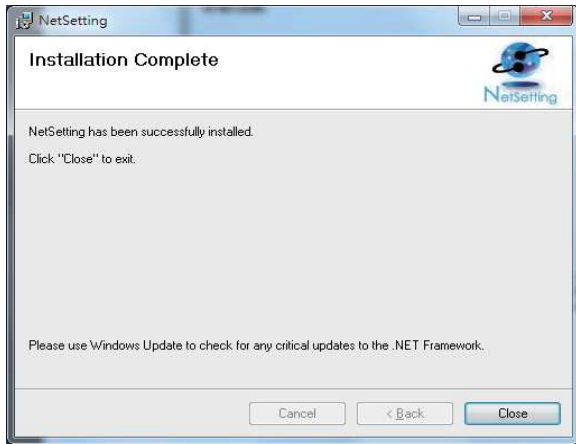 NetSetting
Installation Complete
NetSetting
NetSetting has been successfully installed.
Click "Close" to exit.
Please use Windows Update to check for any critical updates to the .NET Framework.
Cancel
< Back
Close